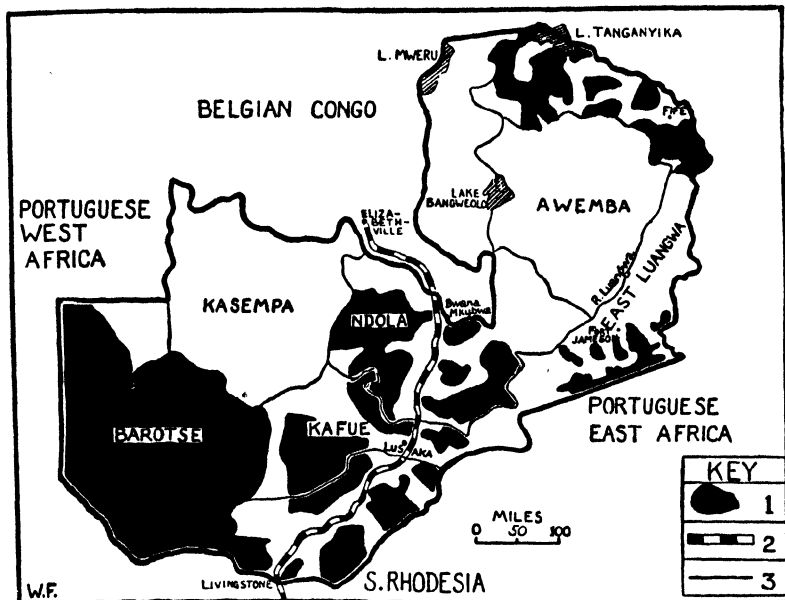 L. TANGANYIKA
L. MWERU
BELGIAN CONGO
FIFE
LAKE
BANGWEOLO
AWEMBA
PORTUGUESE
WEST
AFRICA
ELIZA-
BETH-
VILLE
R. Luangwa
EAST LUANGWA
KASEMPA
NDOLA
Bwana
Mkubwa
FORT
JAMESON
BAROTSE
KAFUE
LUSAKA
PORTUGUESE
EAST AFRICA
MILES
0 50 100
LIVINGSTONE
S. RHODESIA
W.F.
KEY
1
2
3